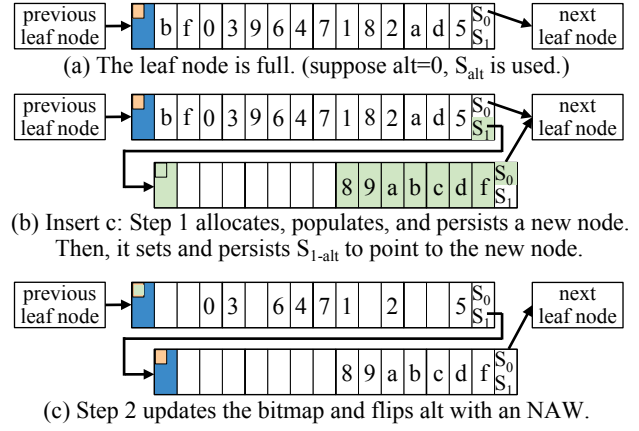 previous
leaf node
b f 0 3 9 6 4 7 1 8 2 a d 5 S0
S1
next
leaf node
(a) The leaf node is full. (suppose alt=0, Salt is used.)
previous
leaf node
b f 0 3 9 6 4 7 1 8 2 a d 5 S0
S1
next
leaf node
8 9 a b c d f S0
S1
(b) Insert c: Step 1 allocates, populates, and persists a new node.
Then, it sets and persists S1-alt to point to the new node.
previous
leaf node
0 3 6 4 7 1 2 5 S0
S1
next
leaf node
8 9 a b c d f S0
S1
(c) Step 2 updates the bitmap and flips alt with an NAW.